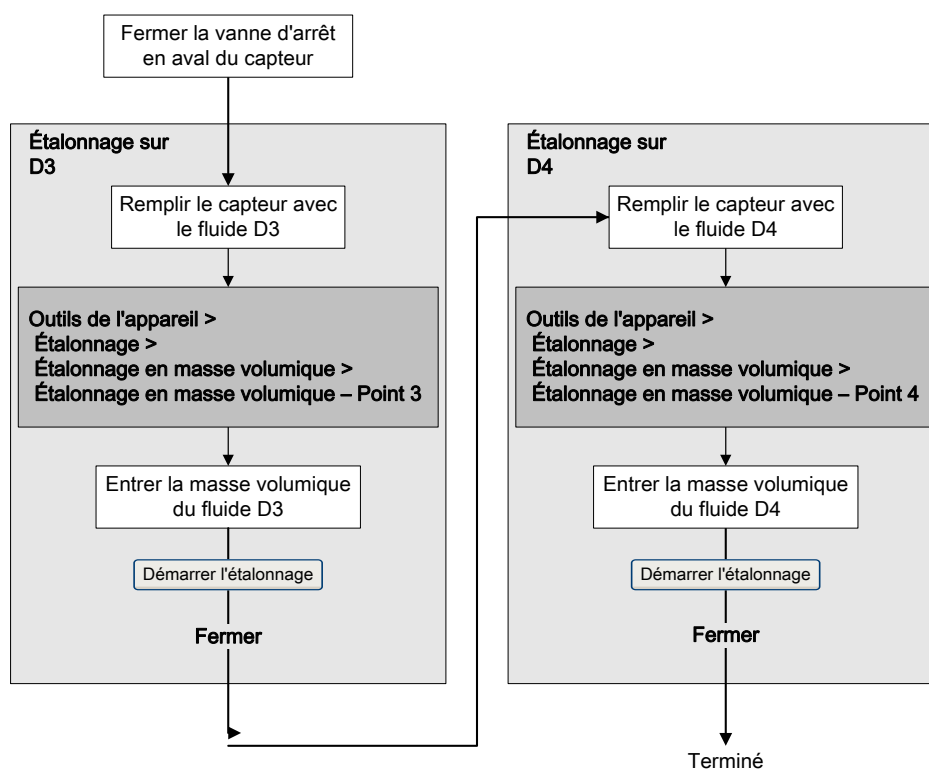 Fermer la vanne d'arrêt
en aval du capteur
Étalonnage sur
D3
Remplir le capteur avec
le fluide D3
Outils de l'appareil >
Étalonnage >
Étalonnage en masse volumique >
Étalonnage en masse volumique – Point 3
Entrer la masse volumique
du fluide D3
Démarrer l'étalonnage
Fermer
Étalonnage sur
D4
Remplir le capteur avec
le fluide D4
Outils de l'appareil >
Étalonnage >
Étalonnage en masse volumique >
Étalonnage en masse volumique – Point 4
Entrer la masse volumique
du fluide D4
Démarrer l'étalonnage
Fermer
Terminé